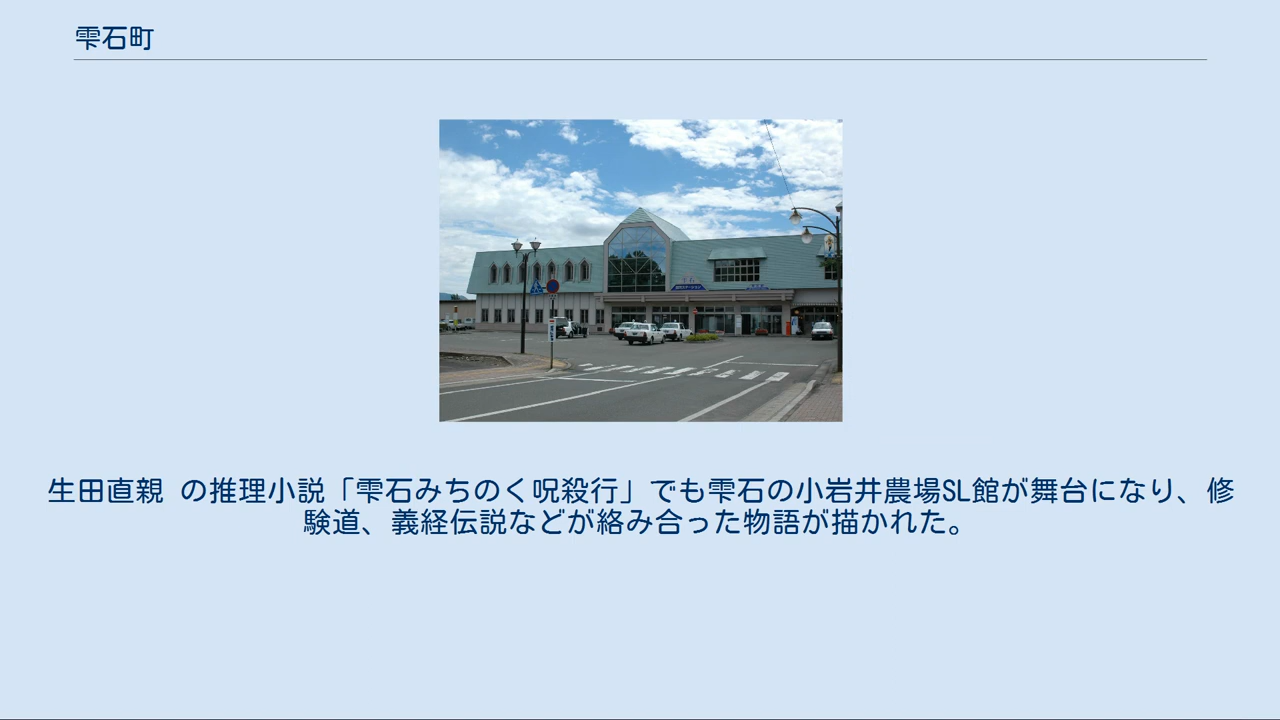 雫石町
生田直親 の推理小説「雫石みちのく呪殺行」でも雫石の小岩井農場SL館が舞台になり、修
験道、義経伝説などが絡み合った物語が描かれた。